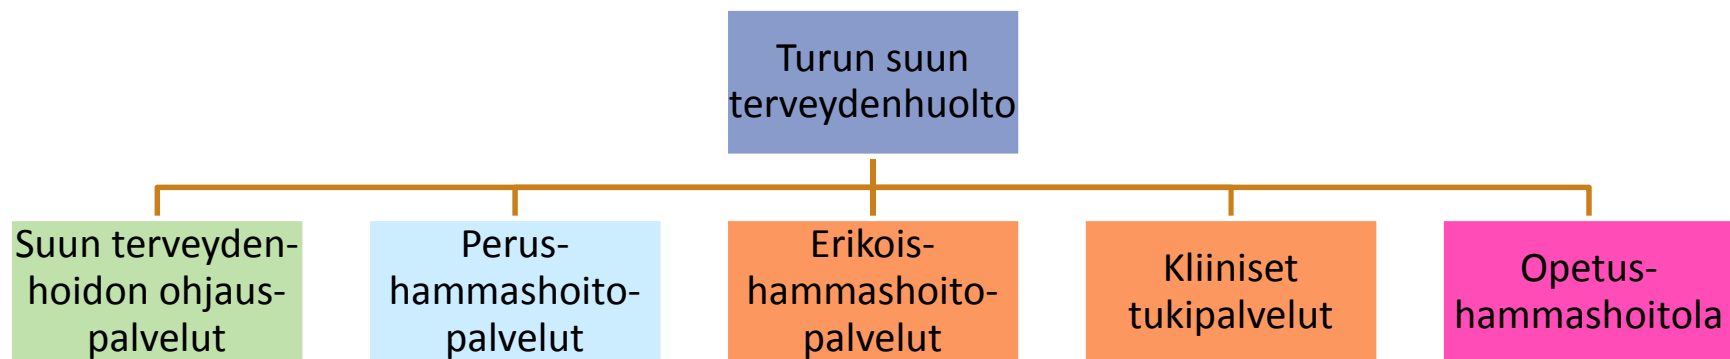 Turun suun
terveydenhuolto
Suun terveyden-
hoidon ohjaus-
palvelut
Perus-
hammashoito-
palvelut
Erikois-
hammashoito-
palvelut
Kliiniset
tukipalvelut
Opetus-
hammashoitola